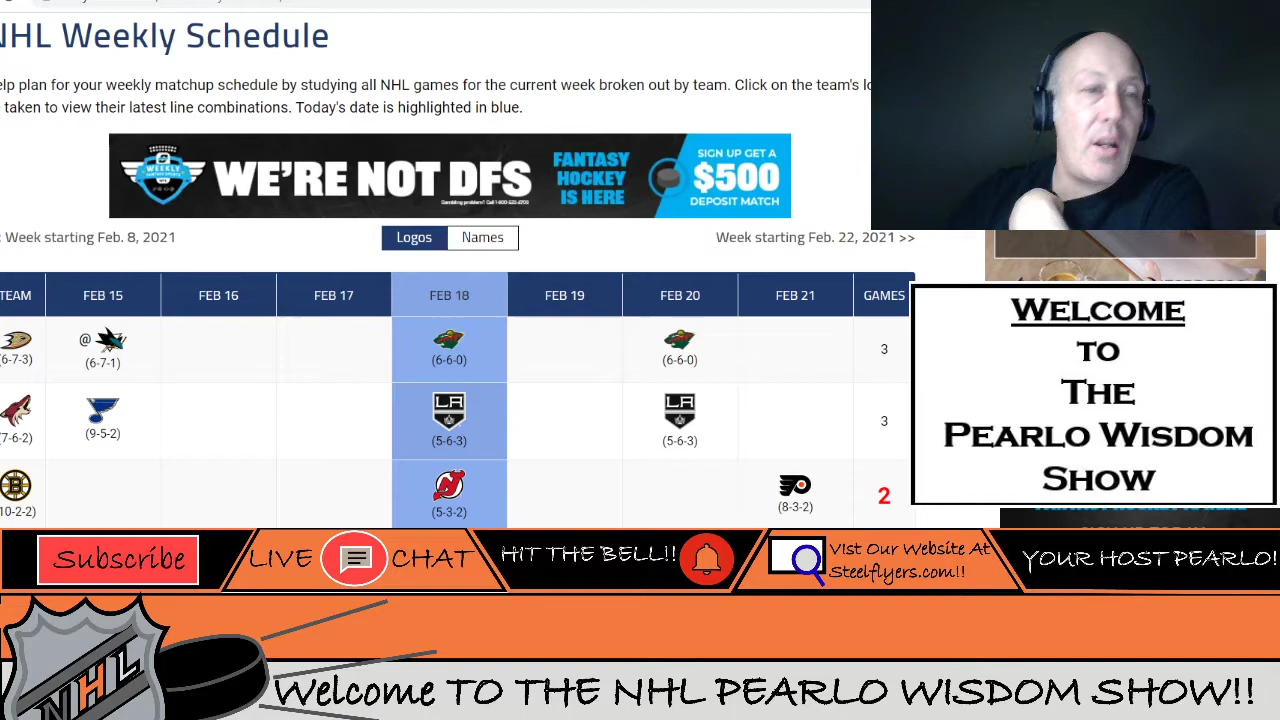 NHL Weekly Schedule
elp plan for your weekly matchup schedule by studying all NHL games for the current week broken out by team. Click on the team's lo
taken to view their latest line combinations. Today's date is highlighted in blue.
WEEKLY
WE'RE NOT DFS
FANTASY
HOCKEY
IS HERE
SIGN UP GET A
$500
DEPOSIT MATCH
Week starting Feb. 8, 2021
Logos
Names
Week starting Feb. 22, 2021 >>
TEAM FEB 15 FEB 16 FEB 17 FEB 18 FEB 19 FEB 20 FEB 21 GAMES
@
(6-7-3) (6-7-1) (6-6-0) (6-6-0) 3
LA LA
(7-6-2) (9-5-2) (5-6-3) (5-6-3) 3
B
10-2-2) (5-3-2) (8-3-2) 2
WELCOME
TO
THE
PEARLO WISDOM
SHOW
Subscribe
LIVE CHAT
HIT THE BELL!!
VIst Our Website At
Steelflyers.com!!
YOUR HOST PEARLO!
NHL
Welcome TO THE NHL PEARLO WISDOM SHOW!!